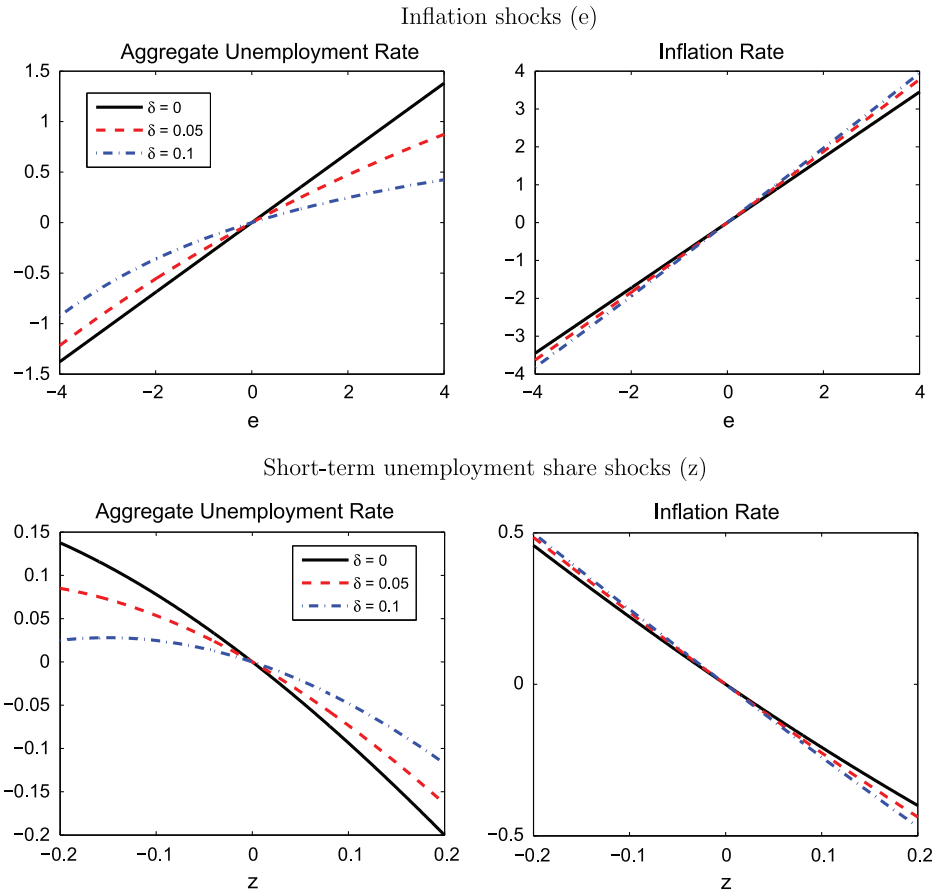 Inflation shocks (e)
Aggregate Unemployment Rate
1.5
1
0.5
0
−0.5
−1
−1.5
−4
−2
0
2
4
e
δ = 0
δ = 0.05
δ = 0.1
Inflation Rate
4
3
2
1
0
−1
−2
−3
−4
−4
−2
0
2
4
e
Short-term unemployment share shocks (z)
Aggregate Unemployment Rate
0.15
0.1
0.05
0
−0.05
−0.1
−0.15
−0.2
−0.2
−0.1
0
0.1
0.2
z
δ = 0
δ = 0.05
δ = 0.1
Inflation Rate
0.5
0
−0.5
−0.2
−0.1
0
0.1
0.2
z